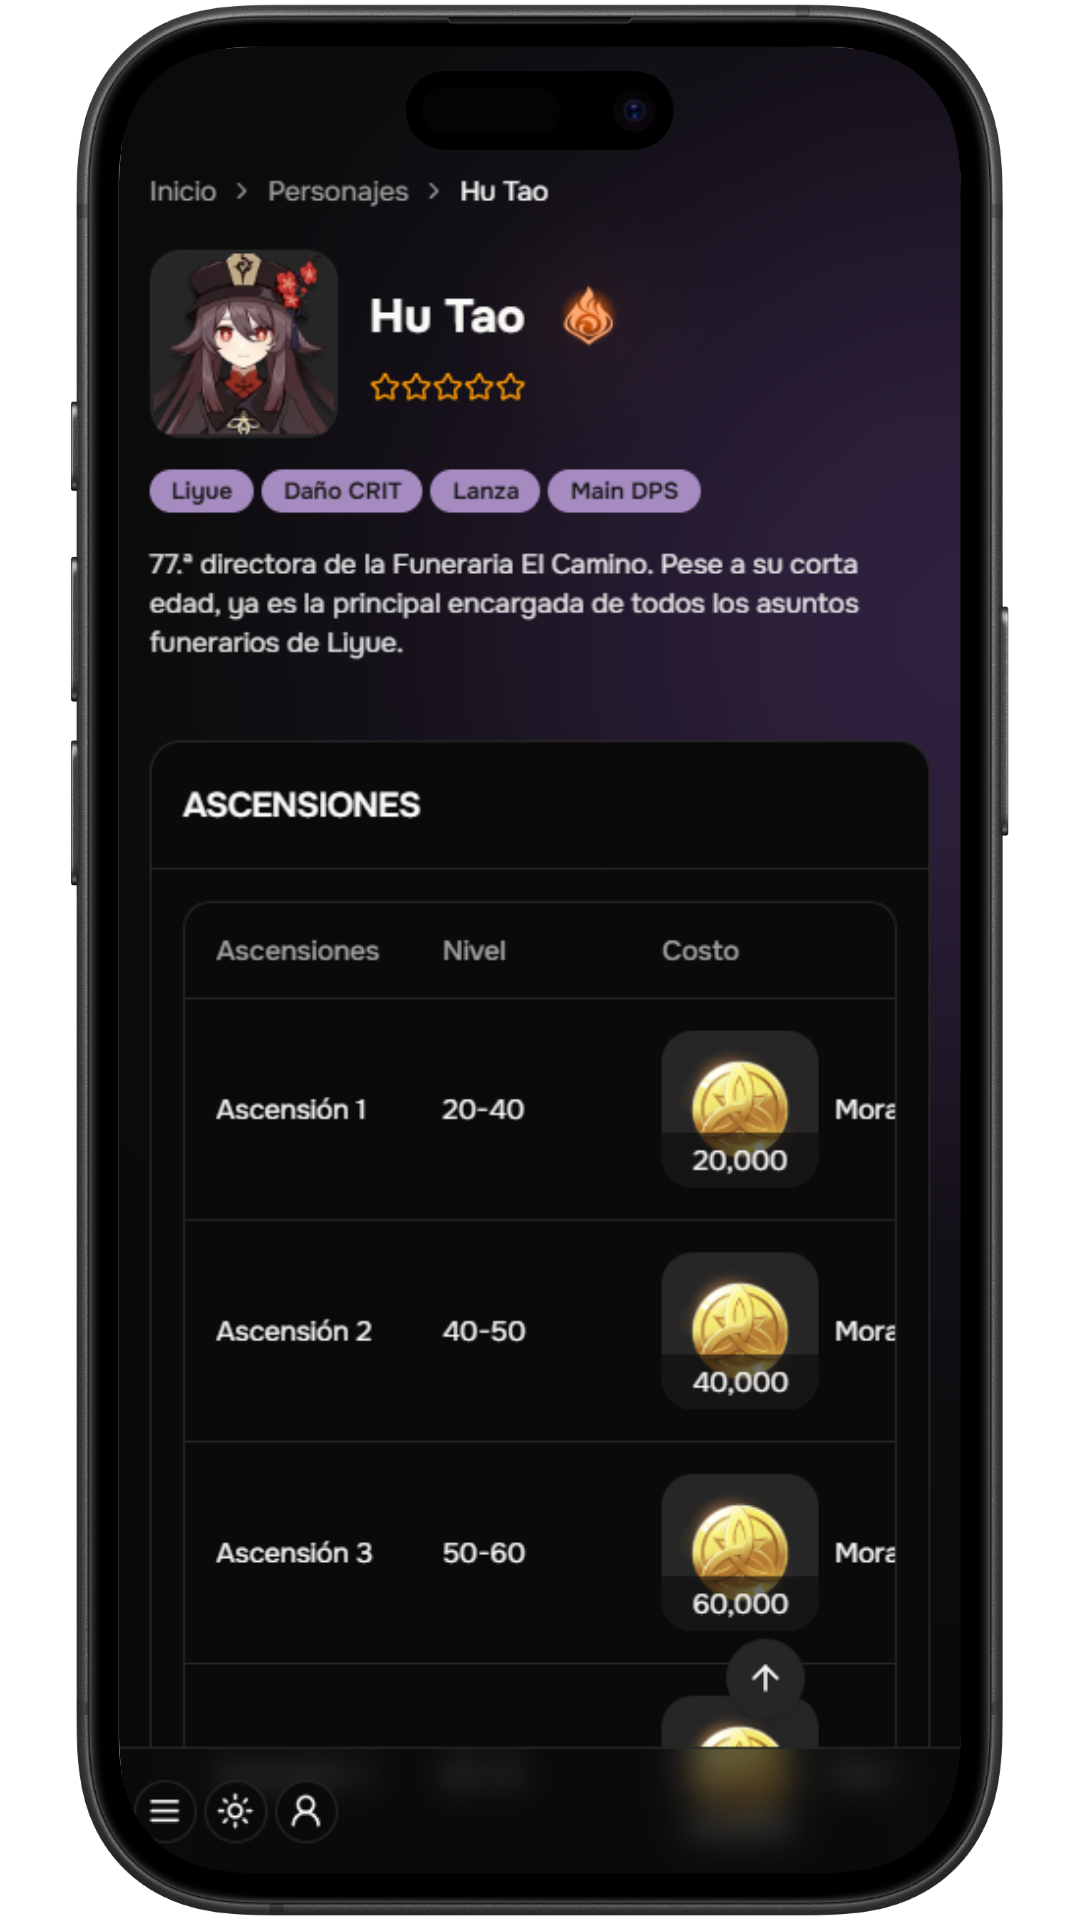 Inicio > Personajes > Hu Tao
Hu Tao
Liyue Daño CRIT Lanza Main DPS
77.ª directora de la Funeraria El Camino. Pese a su corta
edad, ya es la principal encargada de todos los asuntos
funerarios de Liyue.
ASCENSIONES
Ascensiones Nivel Costo
Ascensión 1 20-40 20,000 Mora
Ascensión 2 40-50 40,000 Mora
Ascensión 3 50-60 60,000 Mora